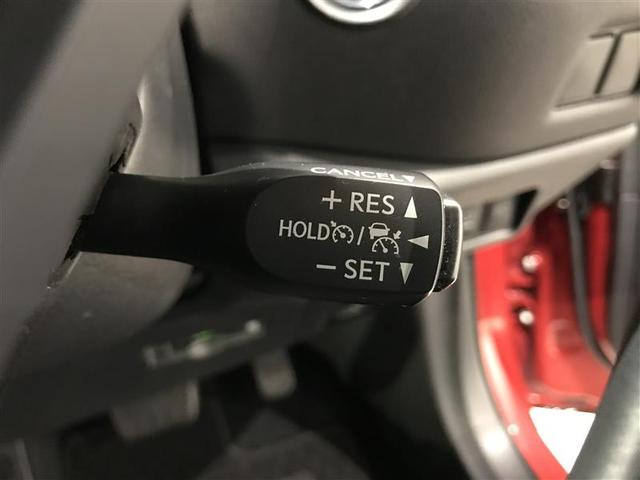 CANCEL▼
+ RES ▲
HOLD / ◀
− SET ▼